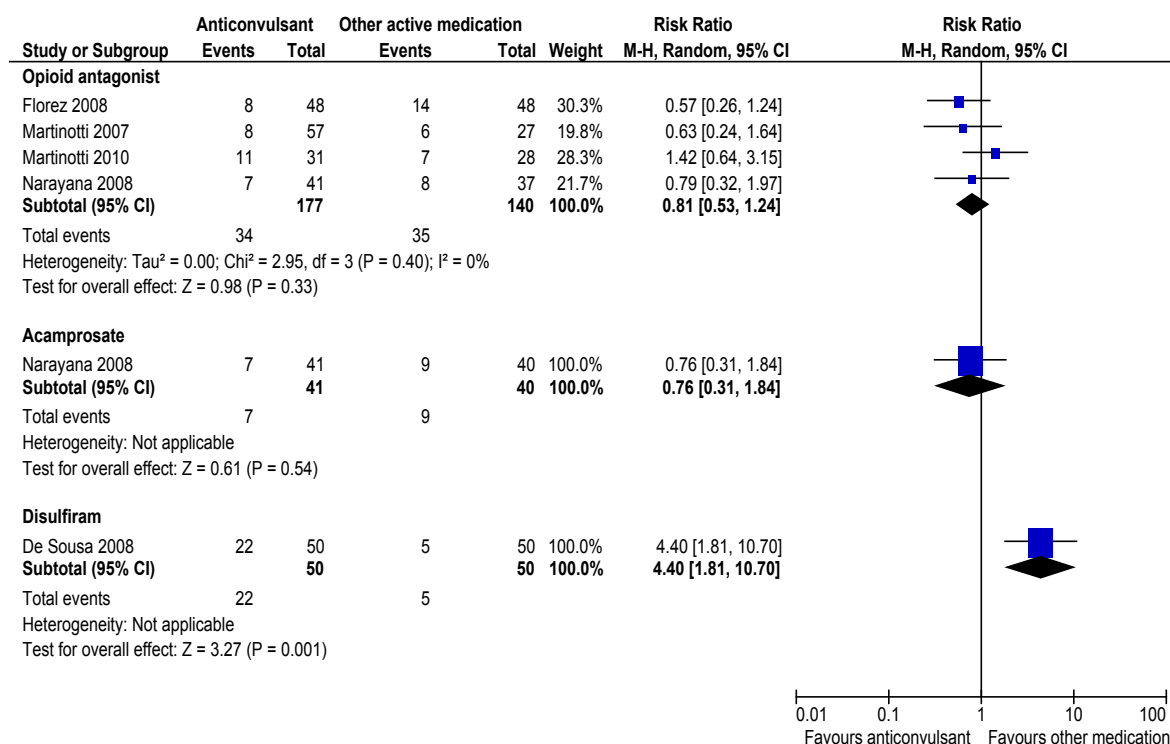 Anticonvulsant Other active medication Risk Ratio Risk Ratio
Study or Subgroup Events Total Events Total Weight M-H, Random, 95% CI M-H, Random, 95% CI
Opioid antagonist
Florez 2008 8 48 14 48 30.3% 0.57 [0.26, 1.24]
Martinotti 2007 8 57 6 27 19.8% 0.63 [0.24, 1.64]
Martinotti 2010 11 31 7 28 28.3% 1.42 [0.64, 3.15]
Narayana 2008 7 41 8 37 21.7% 0.79 [0.32, 1.97]
Subtotal (95% CI) 177 140 100.0% 0.81 [0.53, 1.24]
Total events 34 35
Heterogeneity: Tau² = 0.00; Chi² = 2.95, df = 3 (P = 0.40); I² = 0%
Test for overall effect: Z = 0.98 (P = 0.33)
Acamprosate
Narayana 2008 7 41 9 40 100.0% 0.76 [0.31, 1.84]
Subtotal (95% CI) 41 40 100.0% 0.76 [0.31, 1.84]
Total events 7 9
Heterogeneity: Not applicable
Test for overall effect: Z = 0.61 (P = 0.54)
Disulfiram
De Sousa 2008 22 50 5 50 100.0% 4.40 [1.81, 10.70]
Subtotal (95% CI) 50 50 100.0% 4.40 [1.81, 10.70]
Total events 22 5
Heterogeneity: Not applicable
Test for overall effect: Z = 3.27 (P = 0.001)
0.01 0.1 1 10 100
Favours anticonvulsant Favours other medication